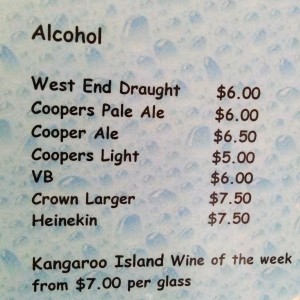 Alcohol
West End Draught $6.00
Coopers Pale Ale $6.00
Cooper Ale $6.50
Coopers Light $5.00
VB $6.00
Crown Larger $7.50
Heinekin $7.50
Kangaroo Island Wine of the week
from $7.00 per glass